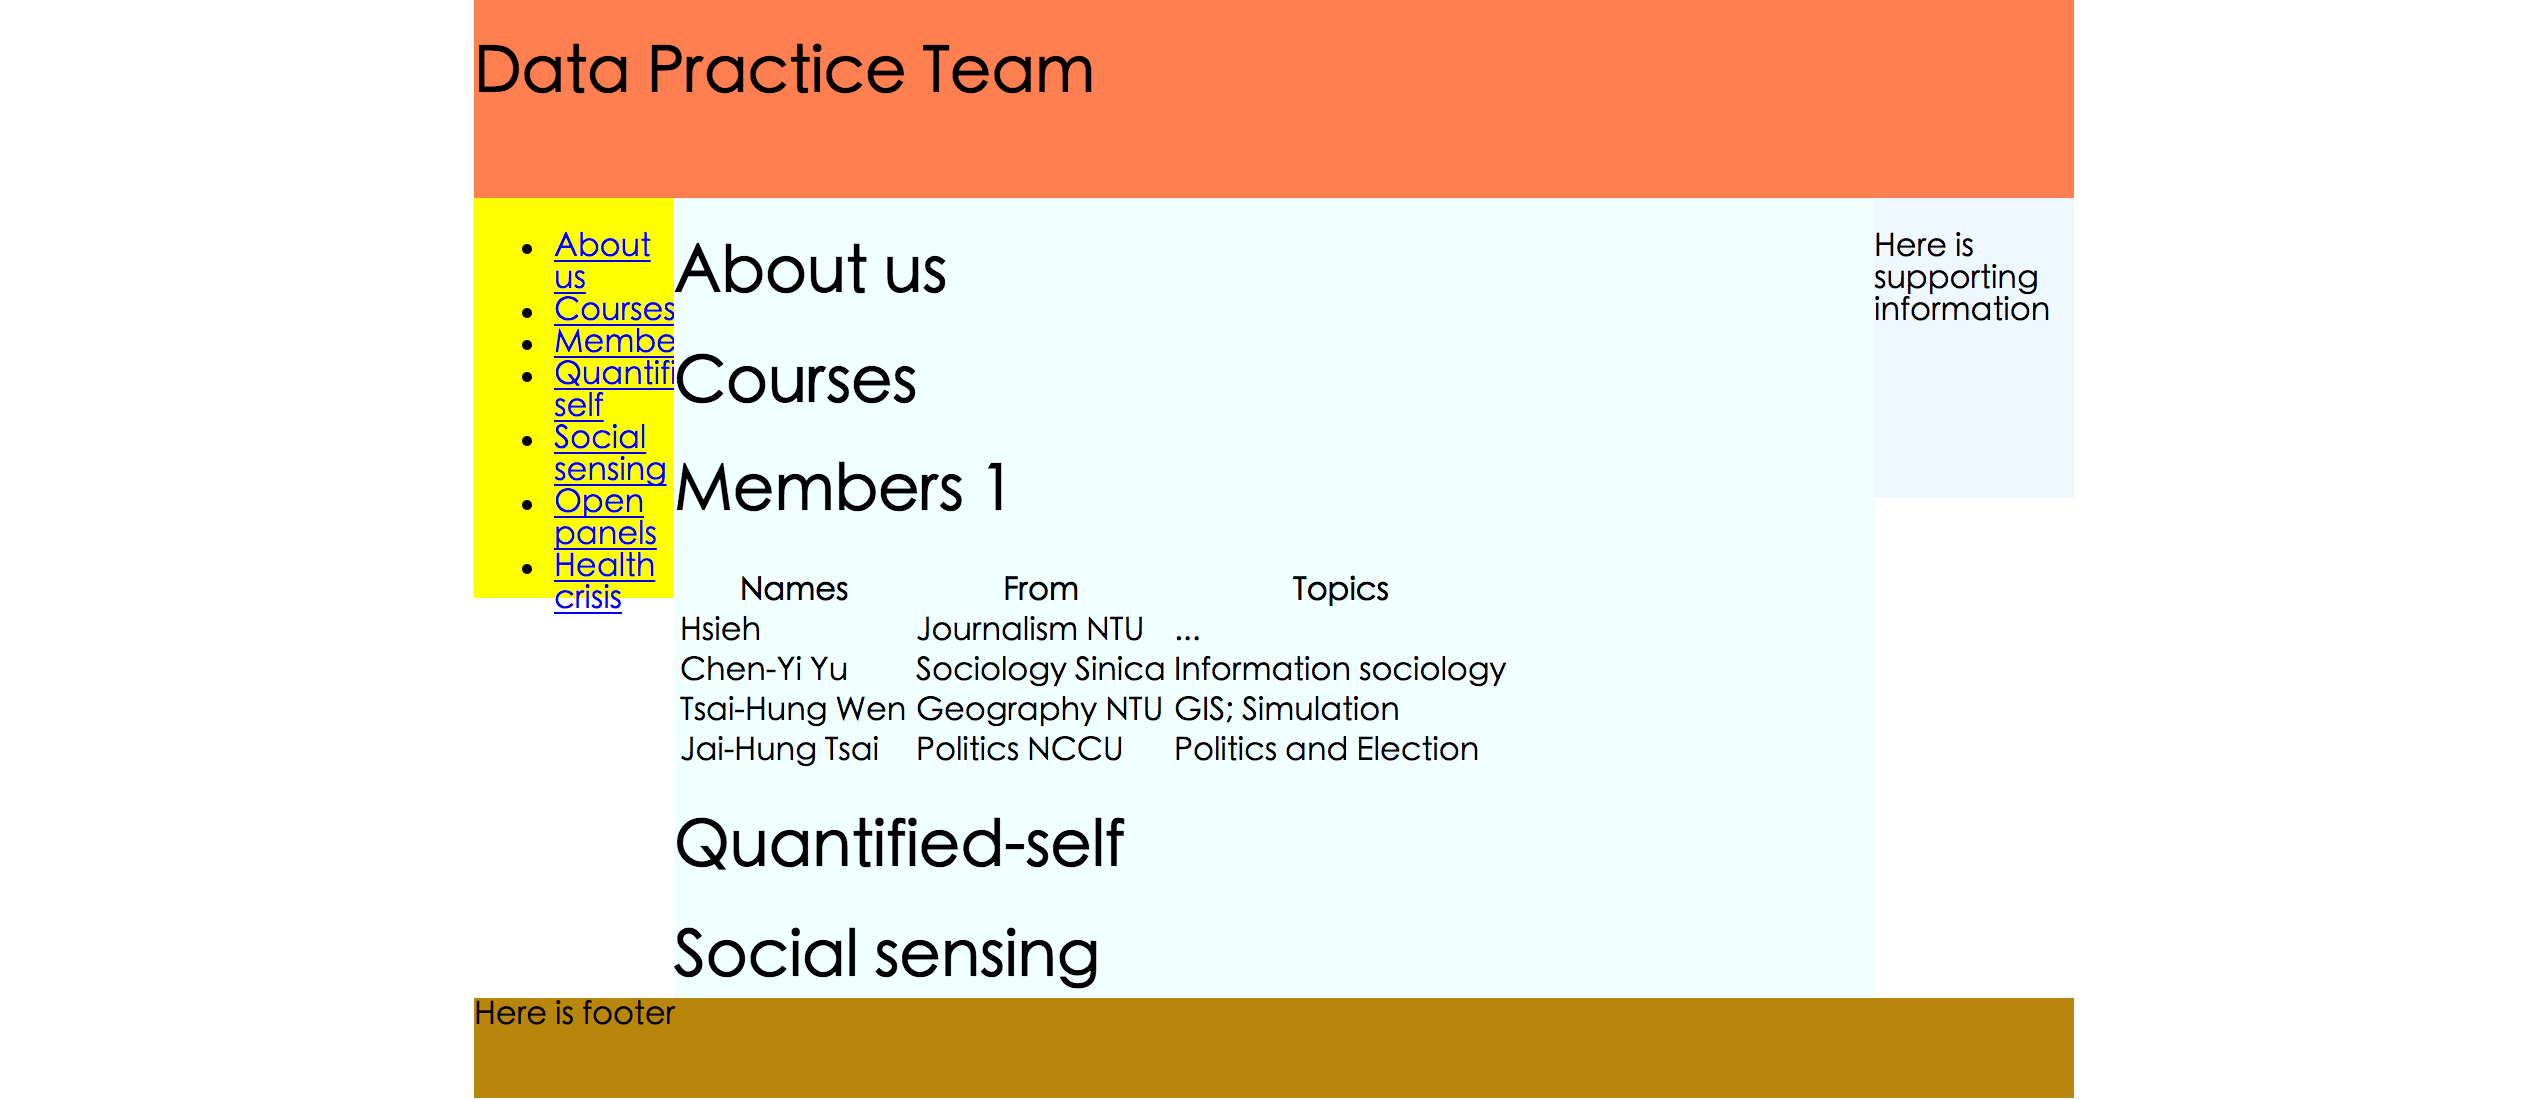 Data Practice Team
About
us
Courses
Membe
Quantifi
self
Social
sensing
Open
panels
Health
crisis
About us
Courses
Members 1
Names From Topics
Hsieh Journalism NTU ...
Chen-Yi Yu Sociology Sinica Information sociology
Tsai-Hung Wen Geography NTU GIS; Simulation
Jai-Hung Tsai Politics NCCU Politics and Election
Quantified-self
Social sensing
Here is
supporting
information
Here is footer